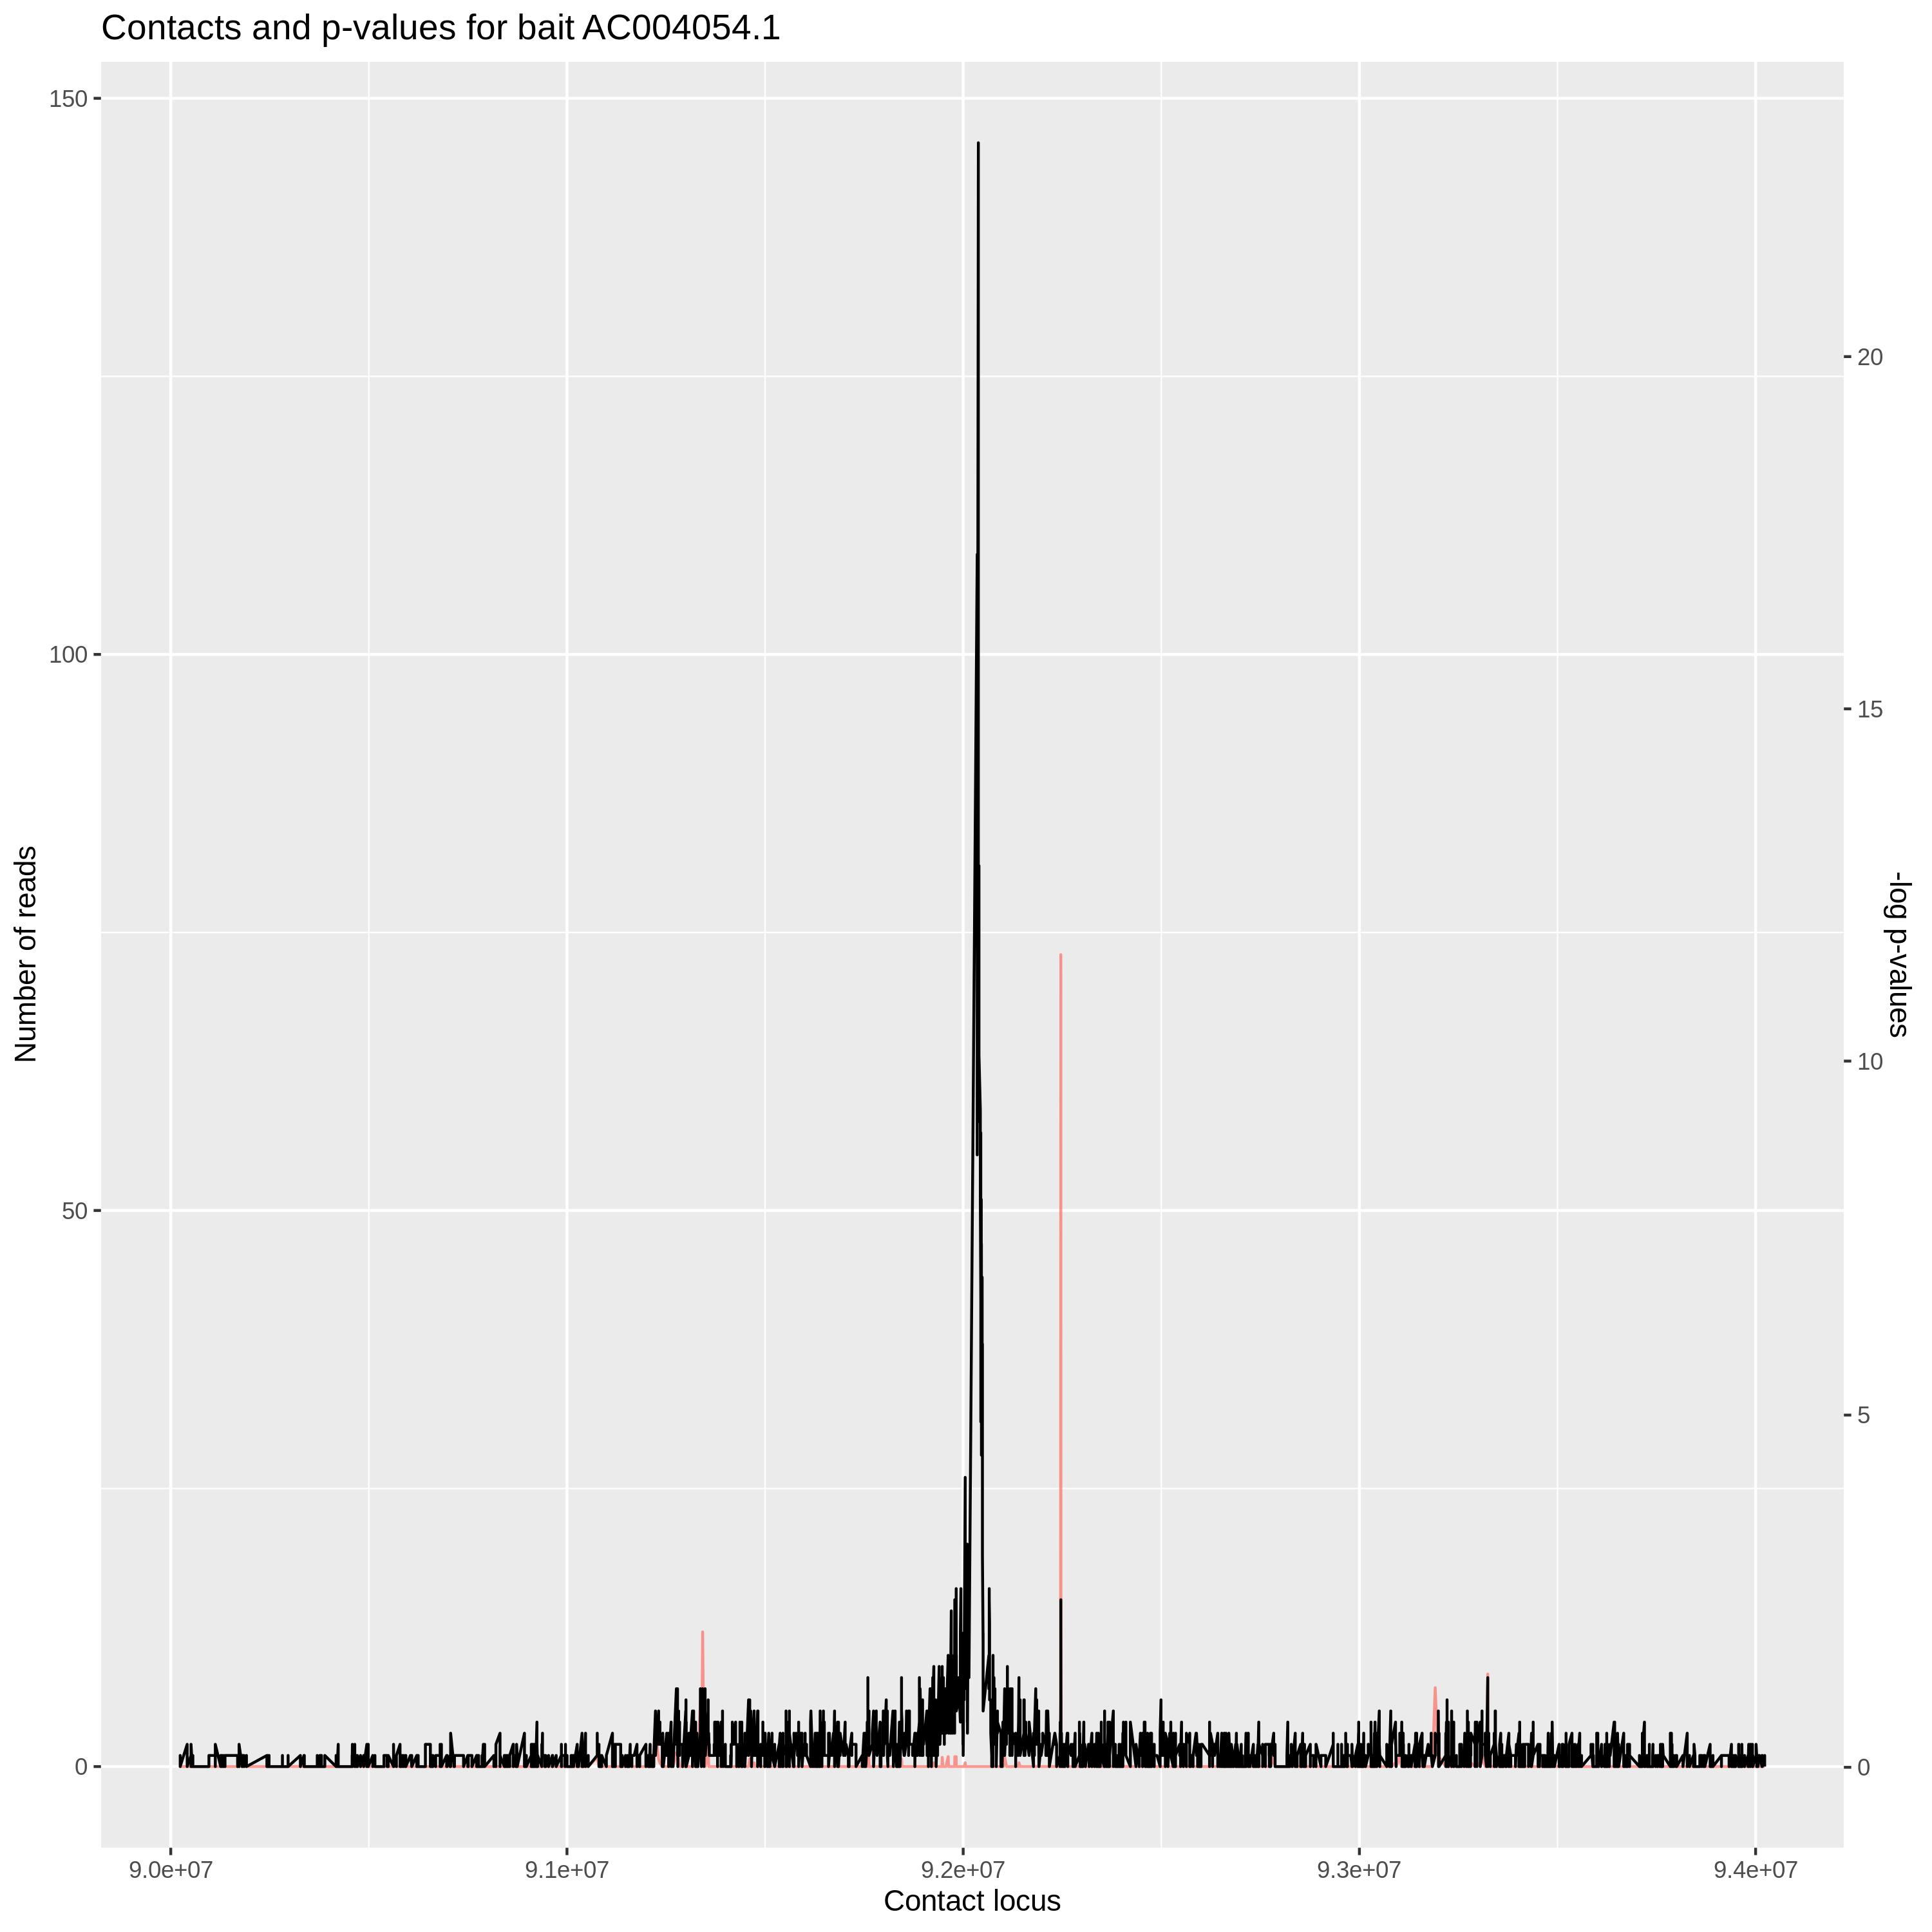 Contacts and p-values for bait AC004054.1
150
100
50
0
Number of reads
20
15
10
5
0
-log p-values
9.0e+07 9.1e+07 9.2e+07 9.3e+07 9.4e+07
Contact locus